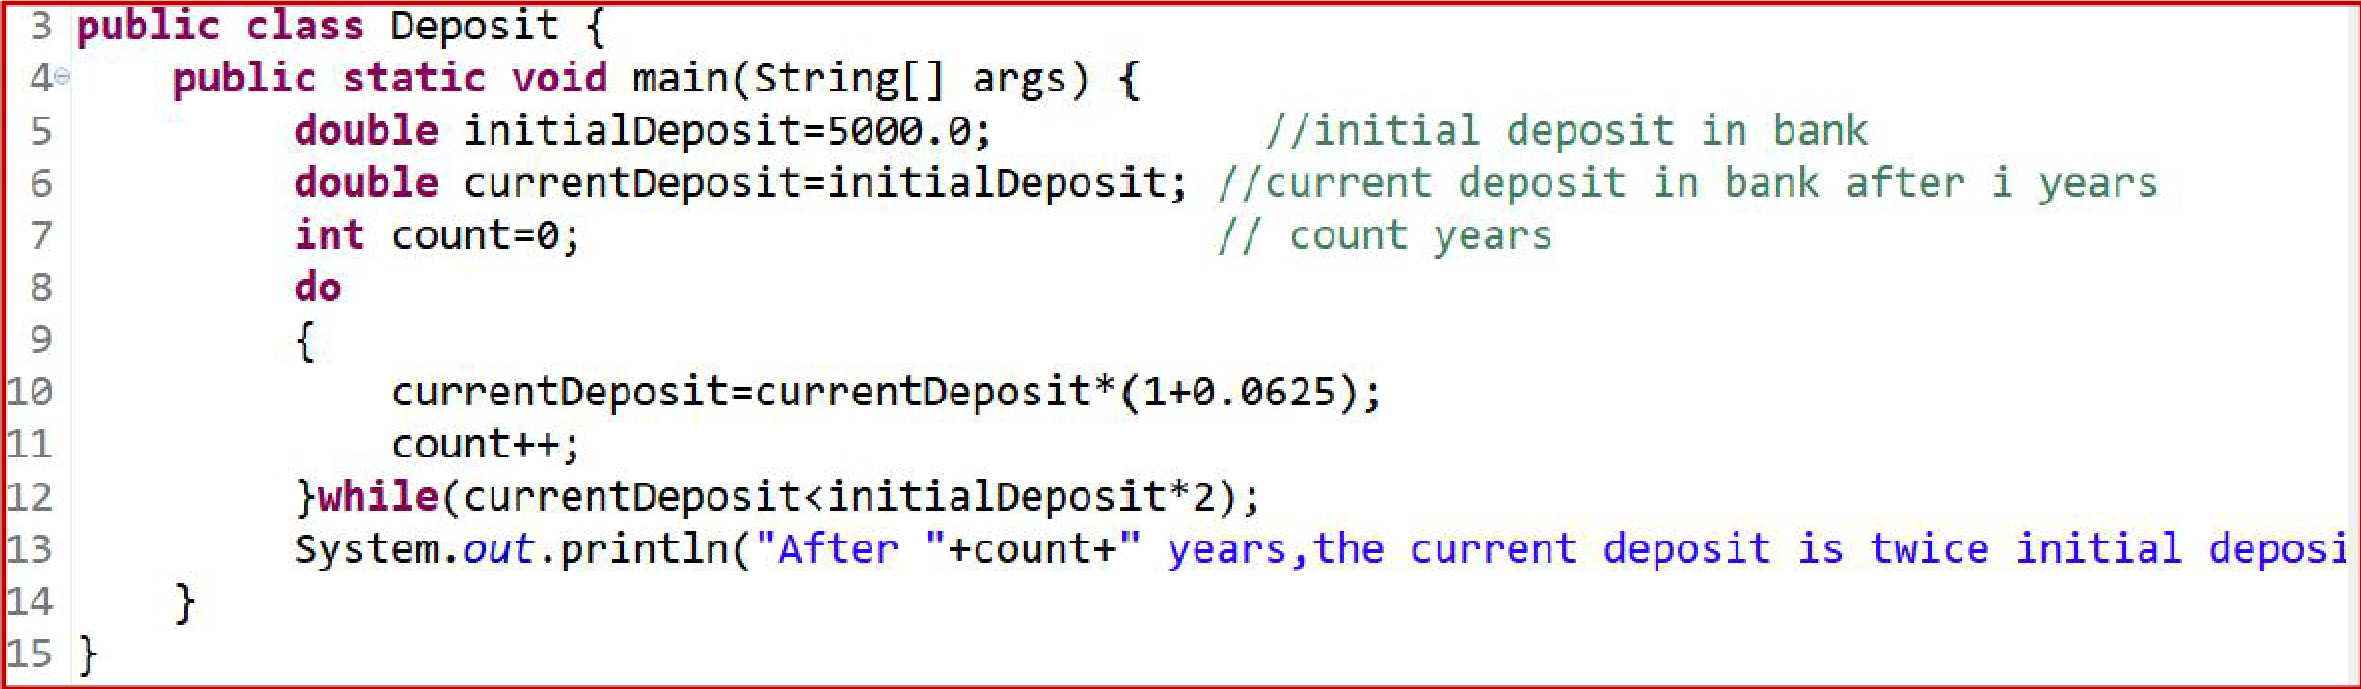 3 public class Deposit {
4 public static void main(String[] args) {
5 double initialDeposit=5000.0; //initial deposit in bank
6 double currentDeposit=initialDeposit; //current deposit in bank after i years
7 int count=0; // count years
8 do
9 {
10 currentDeposit=currentDeposit*(1+0.0625);
11 count++;
12 }while(currentDeposit<initialDeposit*2);
13 System.out.println("After "+count+" years,the current deposit is twice initial deposi
14 }
15 }